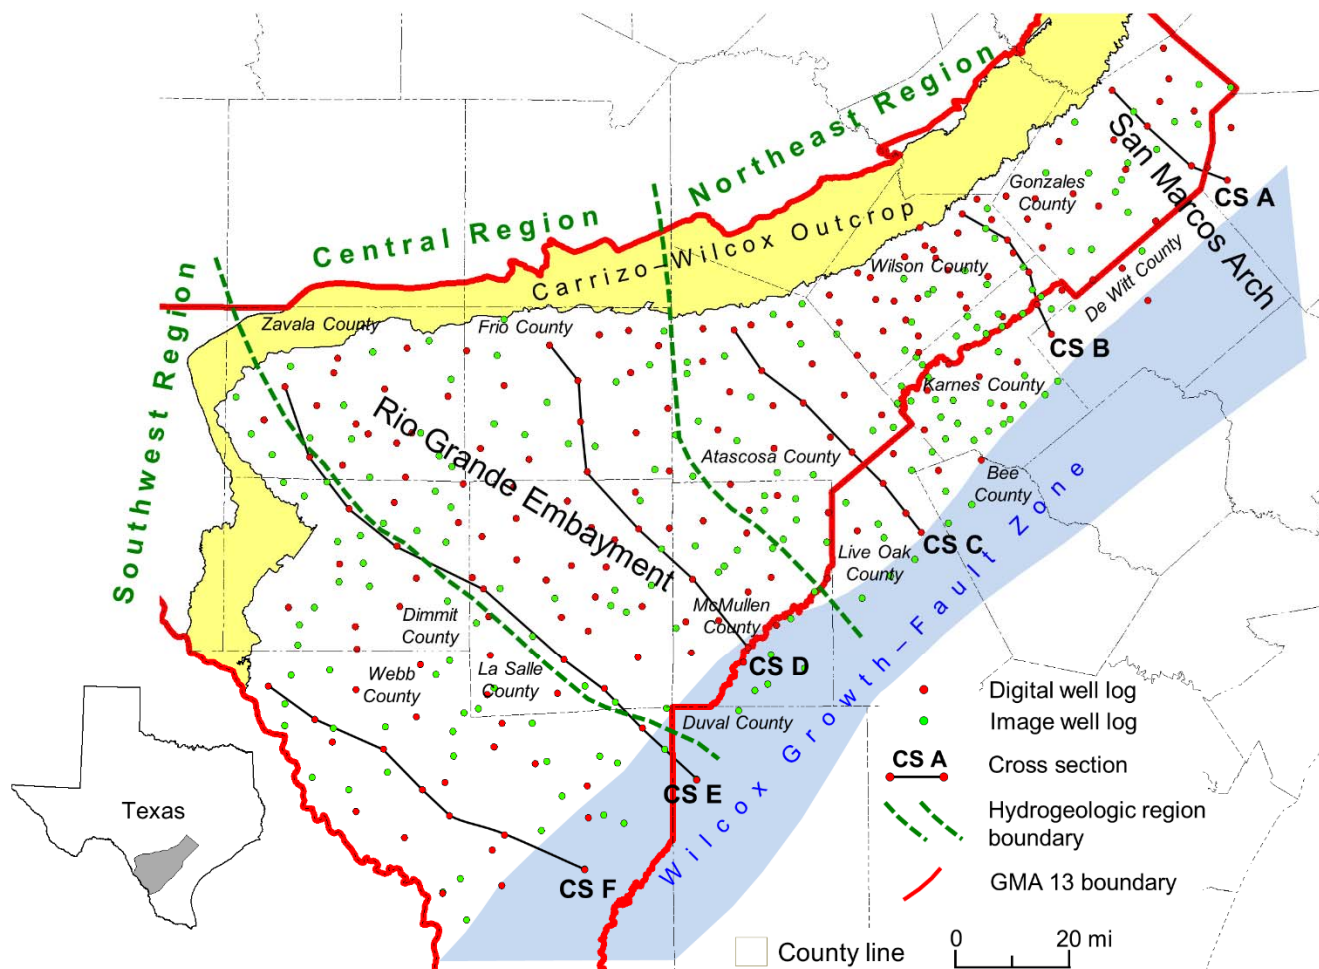 Northeast Region
Central Region
Southwest Region
Carrizo–Wilcox Outcrop
San Marcos Arch
CS A
Gonzales
County
De Witt County
Wilson County
CS B
Zavala County
Frio County
Karnes County
Rio Grande Embayment
Atascosa County
Bee
County
CS C
Live Oak
County
Wilcox Growth–Fault Zone
McMullen
County
CS D
Dimmit
County
La Salle
County
Webb
County
Duval County
CS E
CS F
Texas
Digital well log
Image well log
CS A
Cross section
Hydrogeologic region
boundary
GMA 13 boundary
County line
0
20 mi